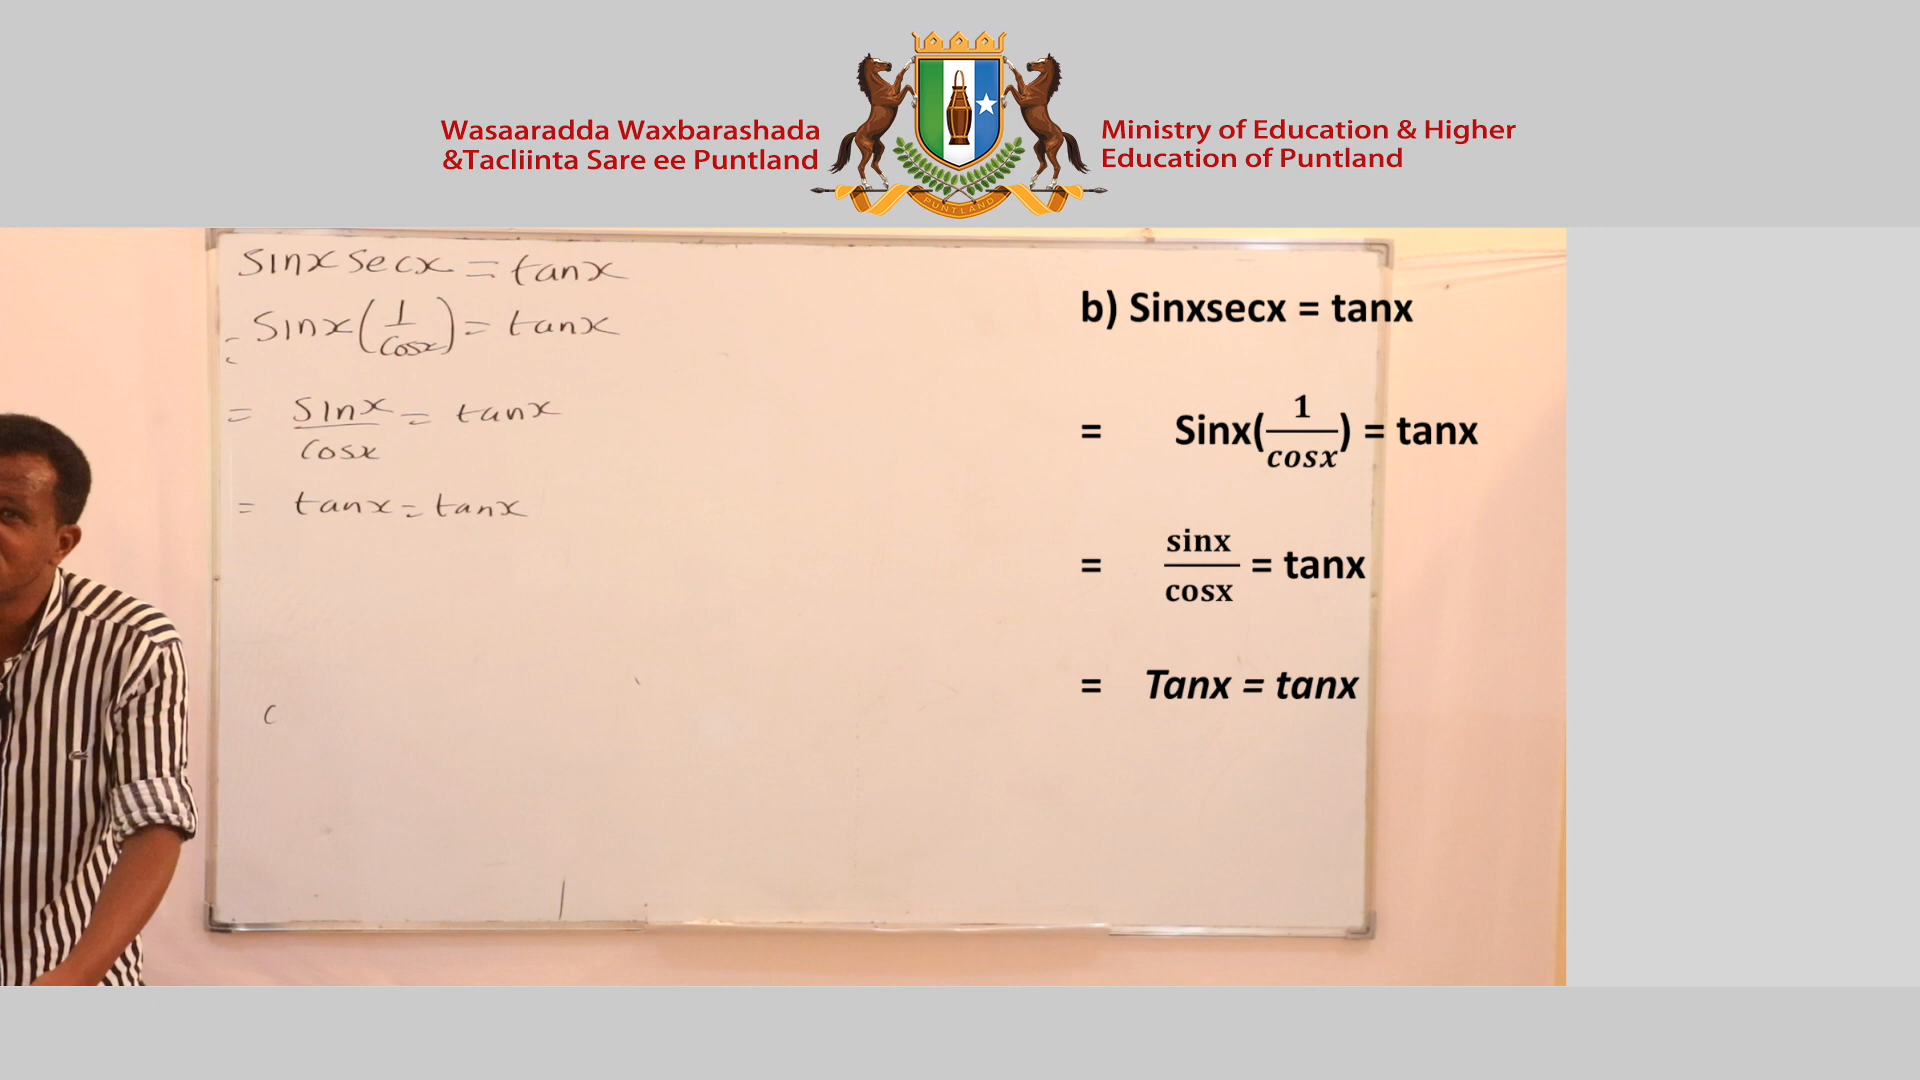 Wasaaradda Waxbarashada
&Tacliinta Sare ee Puntland
Ministry of Education & Higher
Education of Puntland
PUNTLAND
sinx secx = tanx
= sinx(1/cosx) = tanx
= sinx/cosx = tanx
= tanx = tanx
C
b) Sinxsecx = tanx
= Sinx(1/cosx) = tanx
= sinx/cosx = tanx
= Tanx = tanx